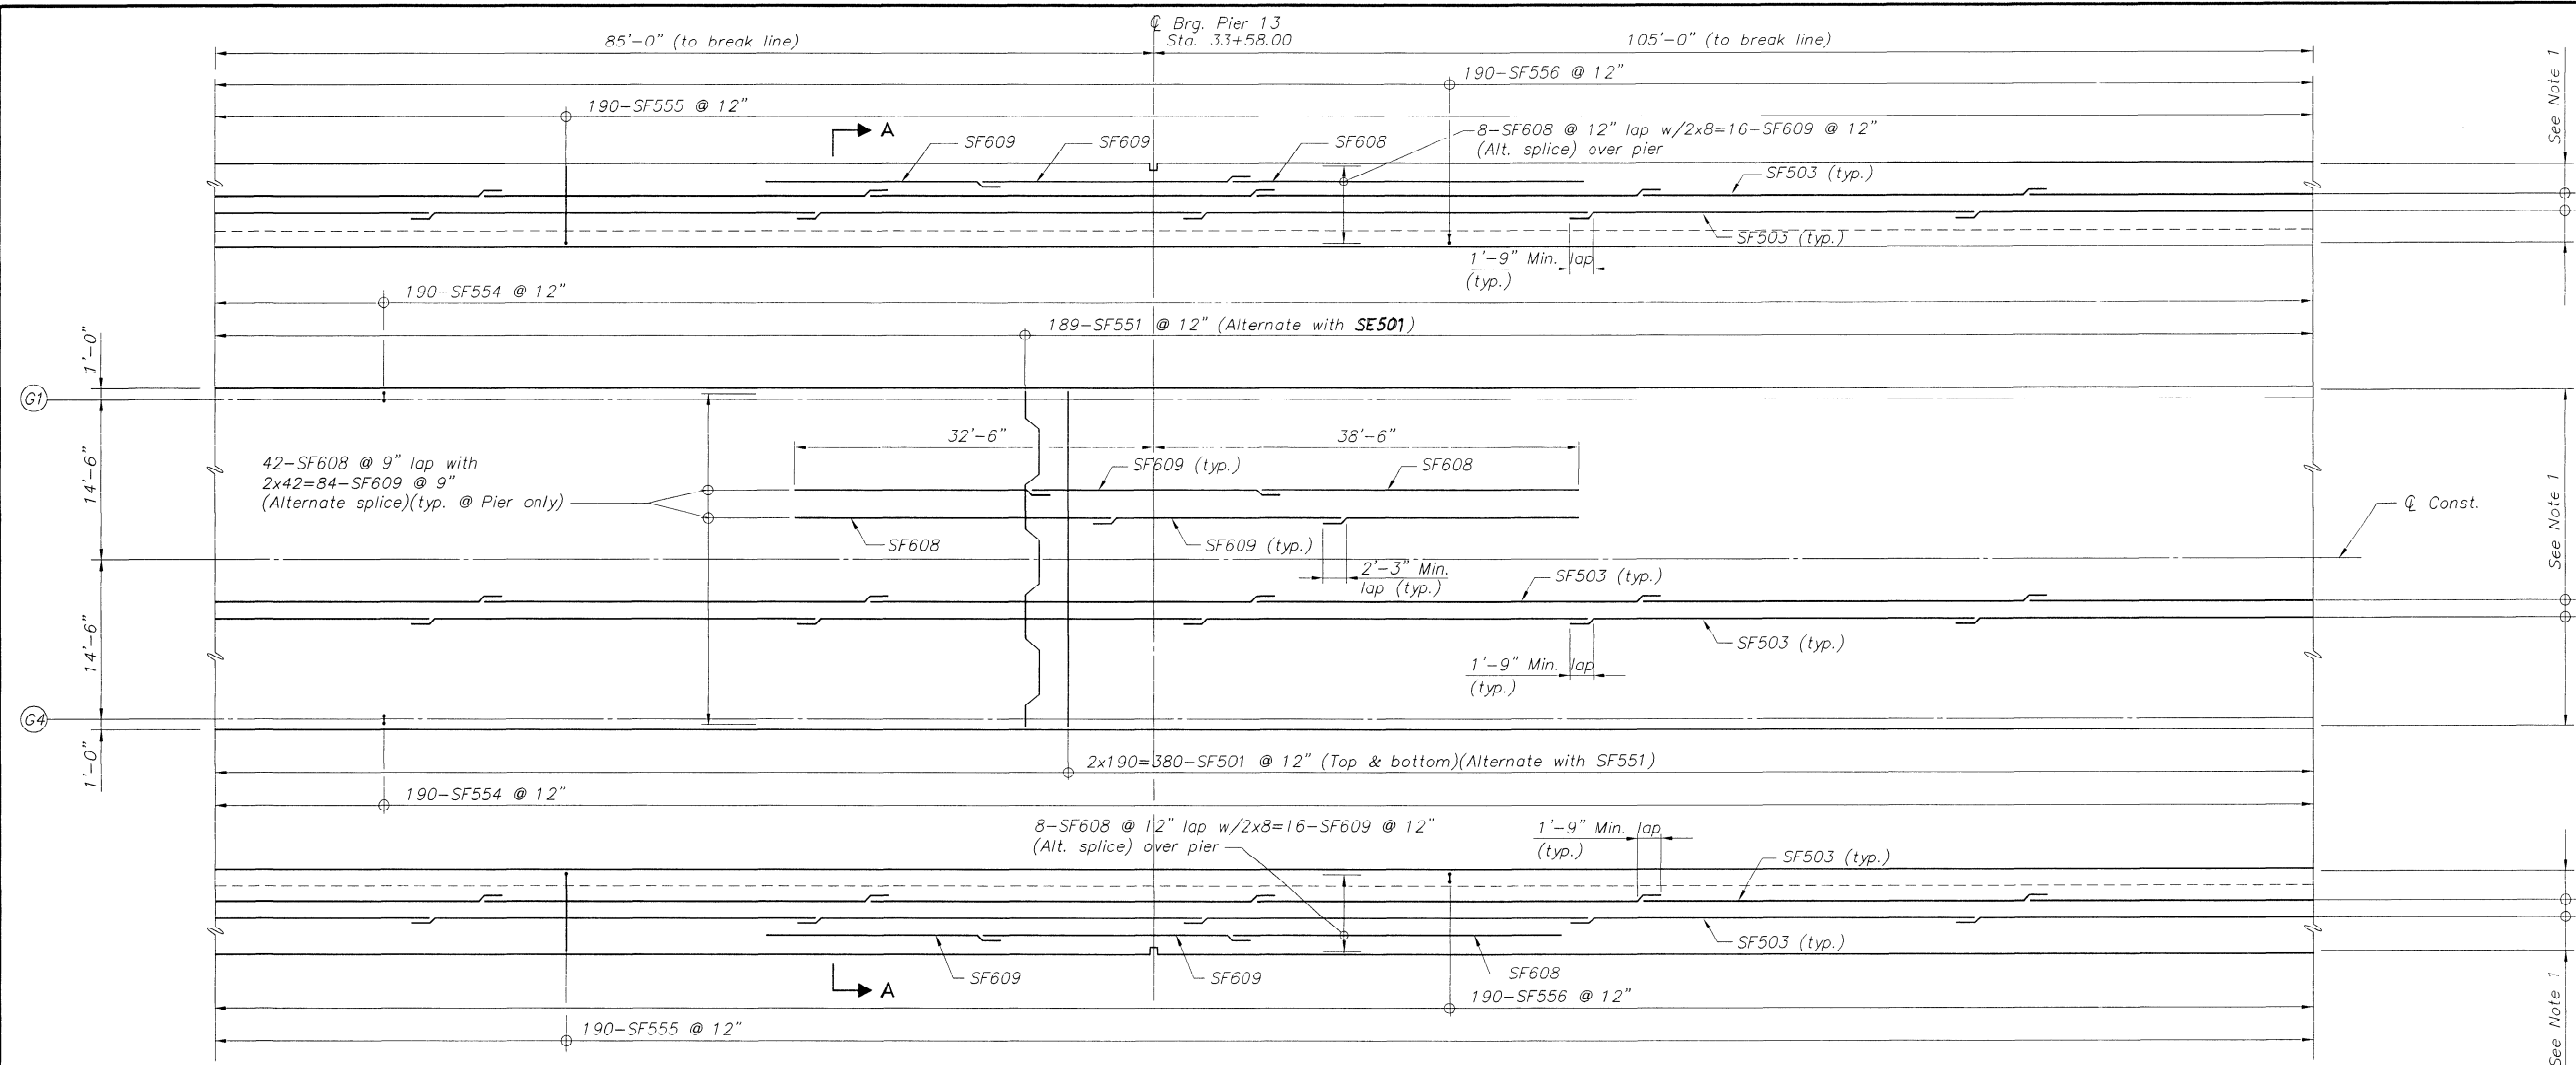 ℄ Brg. Pier 13
Sta. 33+58.00
85'-0" (to break line)
105'-0" (to break line)
190-SF556 @ 12"
190-SF555 @ 12"
A
SF609
SF609
SF608
8-SF608 @ 12" lap w/2x8=16-SF609 @ 12"
(Alt. splice) over pier
SF503 (typ.)
SF503 (typ.)
1'-9" Min. lap
(typ.)
See Note 1
190-SF554 @ 12"
189-SF551 @ 12" (Alternate with SE501)
1'-0"
G1
14'-6"
32'-6"
38'-6"
42-SF608 @ 9" lap with
2x42=84-SF609 @ 9"
(Alternate splice)(typ. @ Pier only)
SF609 (typ.)
SF608
SF608
SF609 (typ.)
2'-3" Min.
lap (typ.)
℄ Const.
See Note 1
14'-6"
SF503 (typ.)
SF503 (typ.)
1'-9" Min. lap
(typ.)
G4
1'-0"
2x190=380-SF501 @ 12" (Top & bottom)(Alternate with SF551)
190-SF554 @ 12"
8-SF608 @ 12" lap w/2x8=16-SF609 @ 12"
(Alt. splice) over pier
1'-9" Min. lap
(typ.)
SF503 (typ.)
SF503 (typ.)
SF609
SF609
SF608
A
190-SF556 @ 12"
190-SF555 @ 12"
See Note 1